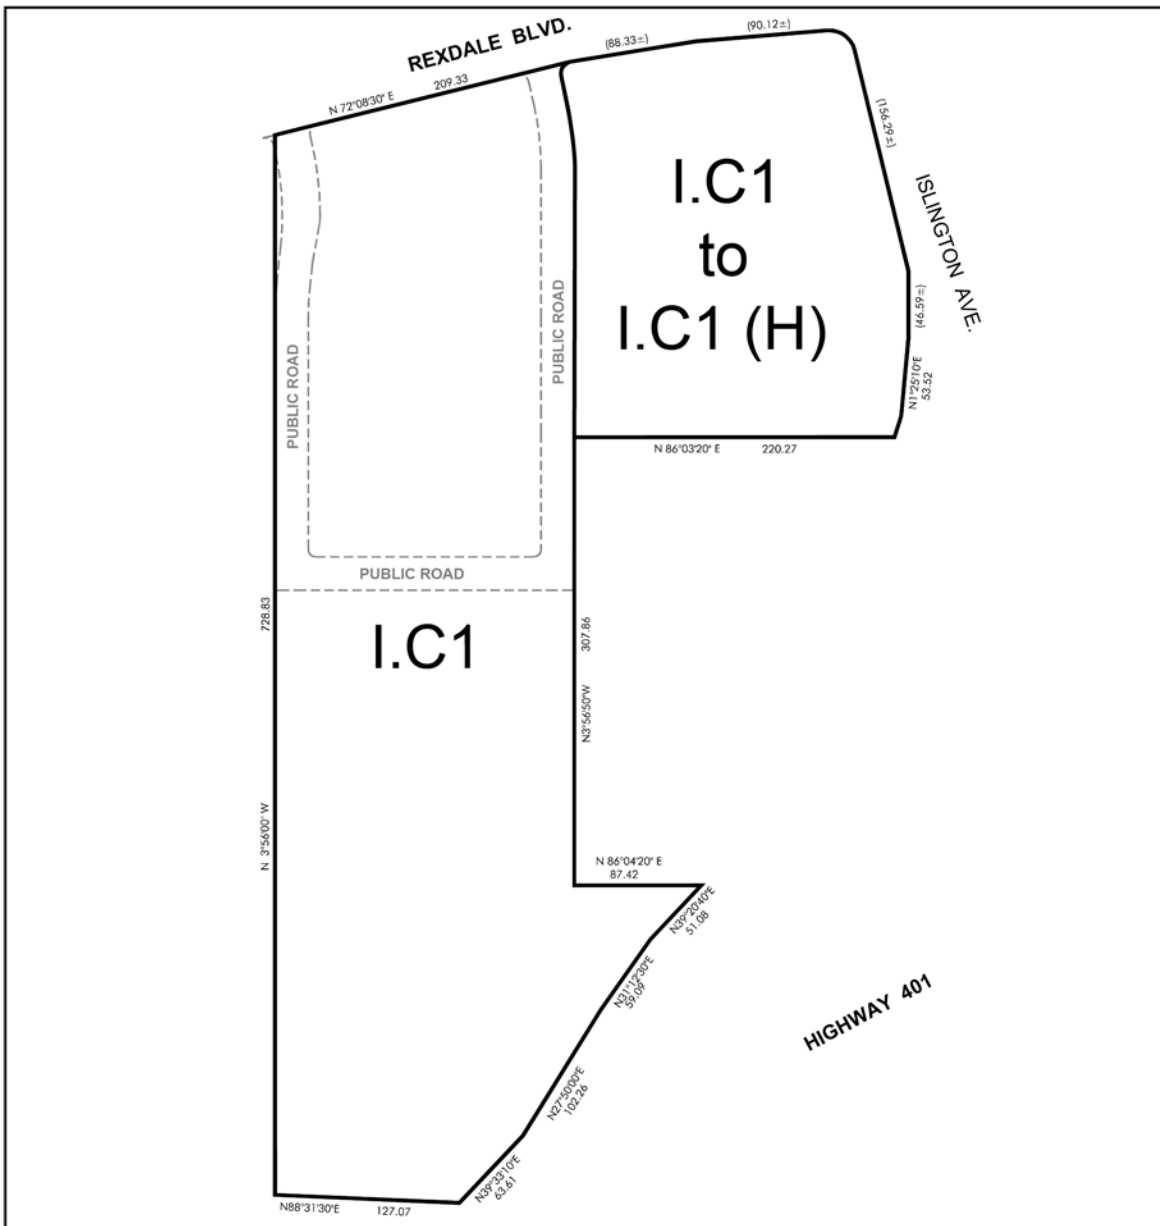 REXDALE BLVD.
(88.33±)
(90.12±)
N 72°08'30" E
209.33
(156.29±)
I.C1
to
I.C1 (H)
ISLINGTON AVE.
(46.59±)
N1°25'10"E
53.52
PUBLIC ROAD
PUBLIC ROAD
N 86°03'20" E
220.27
PUBLIC ROAD
728.83
I.C1
307.86
N3°56'50"W
N 3°56'00" W
N 86°04'20" E
87.42
N39°20'40"E
51.08
N31°12'30"E
59.09
HIGHWAY 401
N27°50'00"E
102.26
N39°33'10"E
63.61
N88°31'30"E
127.07